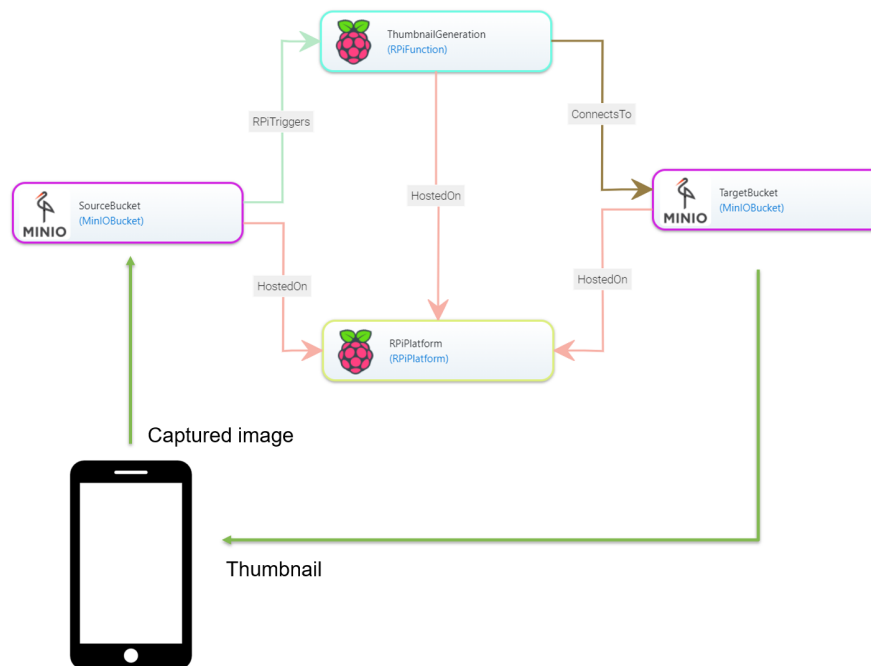 ThumbnailGeneration
(RPiFunction)
RPiTriggers
ConnectsTo
SourceBucket
(MinIOBucket)
MINIO
HostedOn
TargetBucket
(MinIOBucket)
MINIO
HostedOn
HostedOn
RPiPlatform
(RPiPlatform)
Captured image
Thumbnail